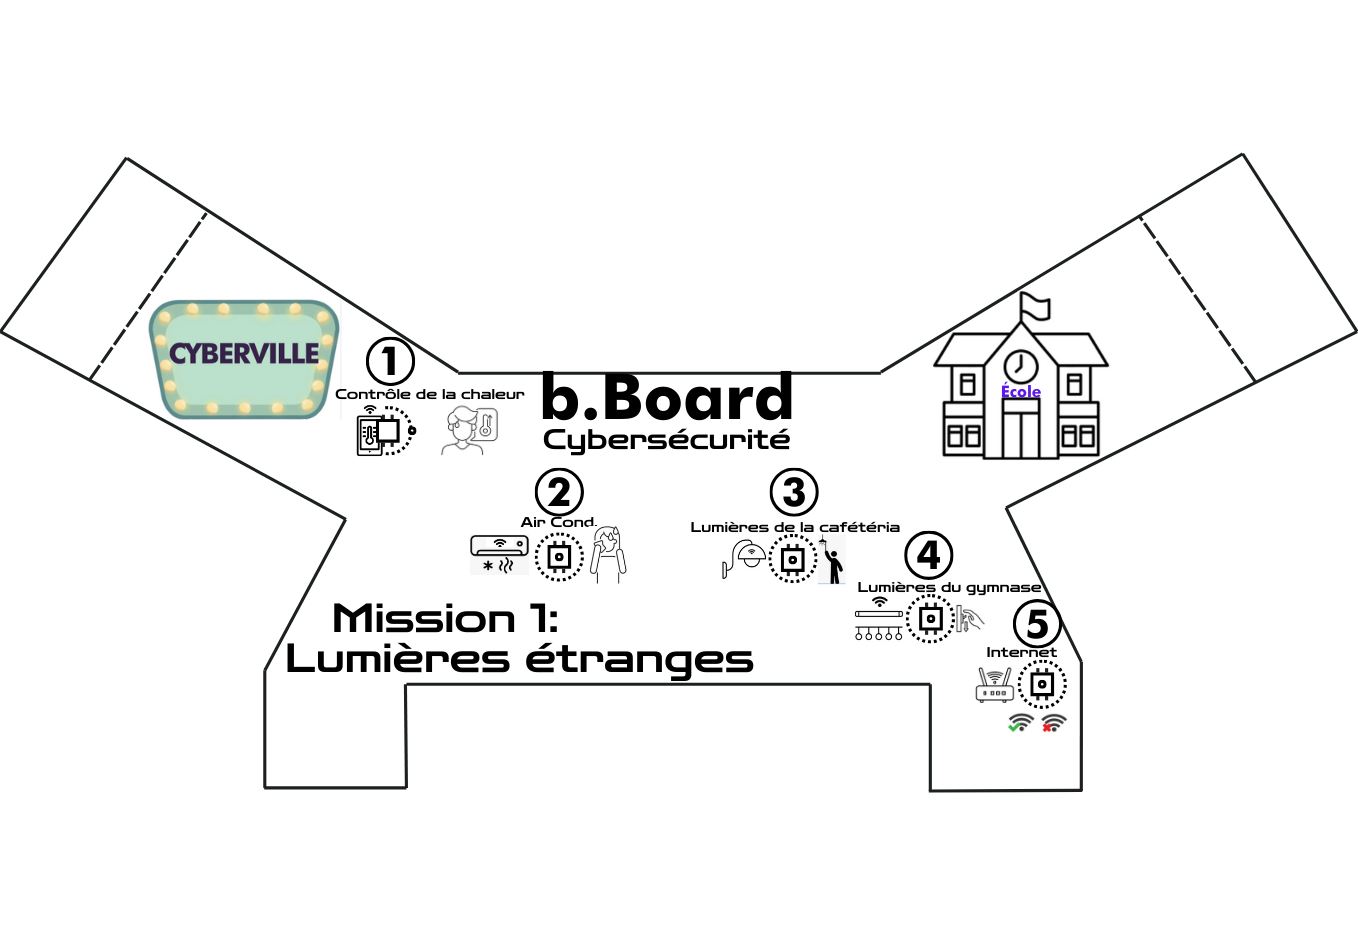 CYBERVILLE
1
Contrôle de la chaleur
b.Board
Cybersécurité
École
2
Air Cond.
3
Lumières de la cafétéria
4
Lumières du gymnase
5
Internet
Mission 1:
Lumières étranges